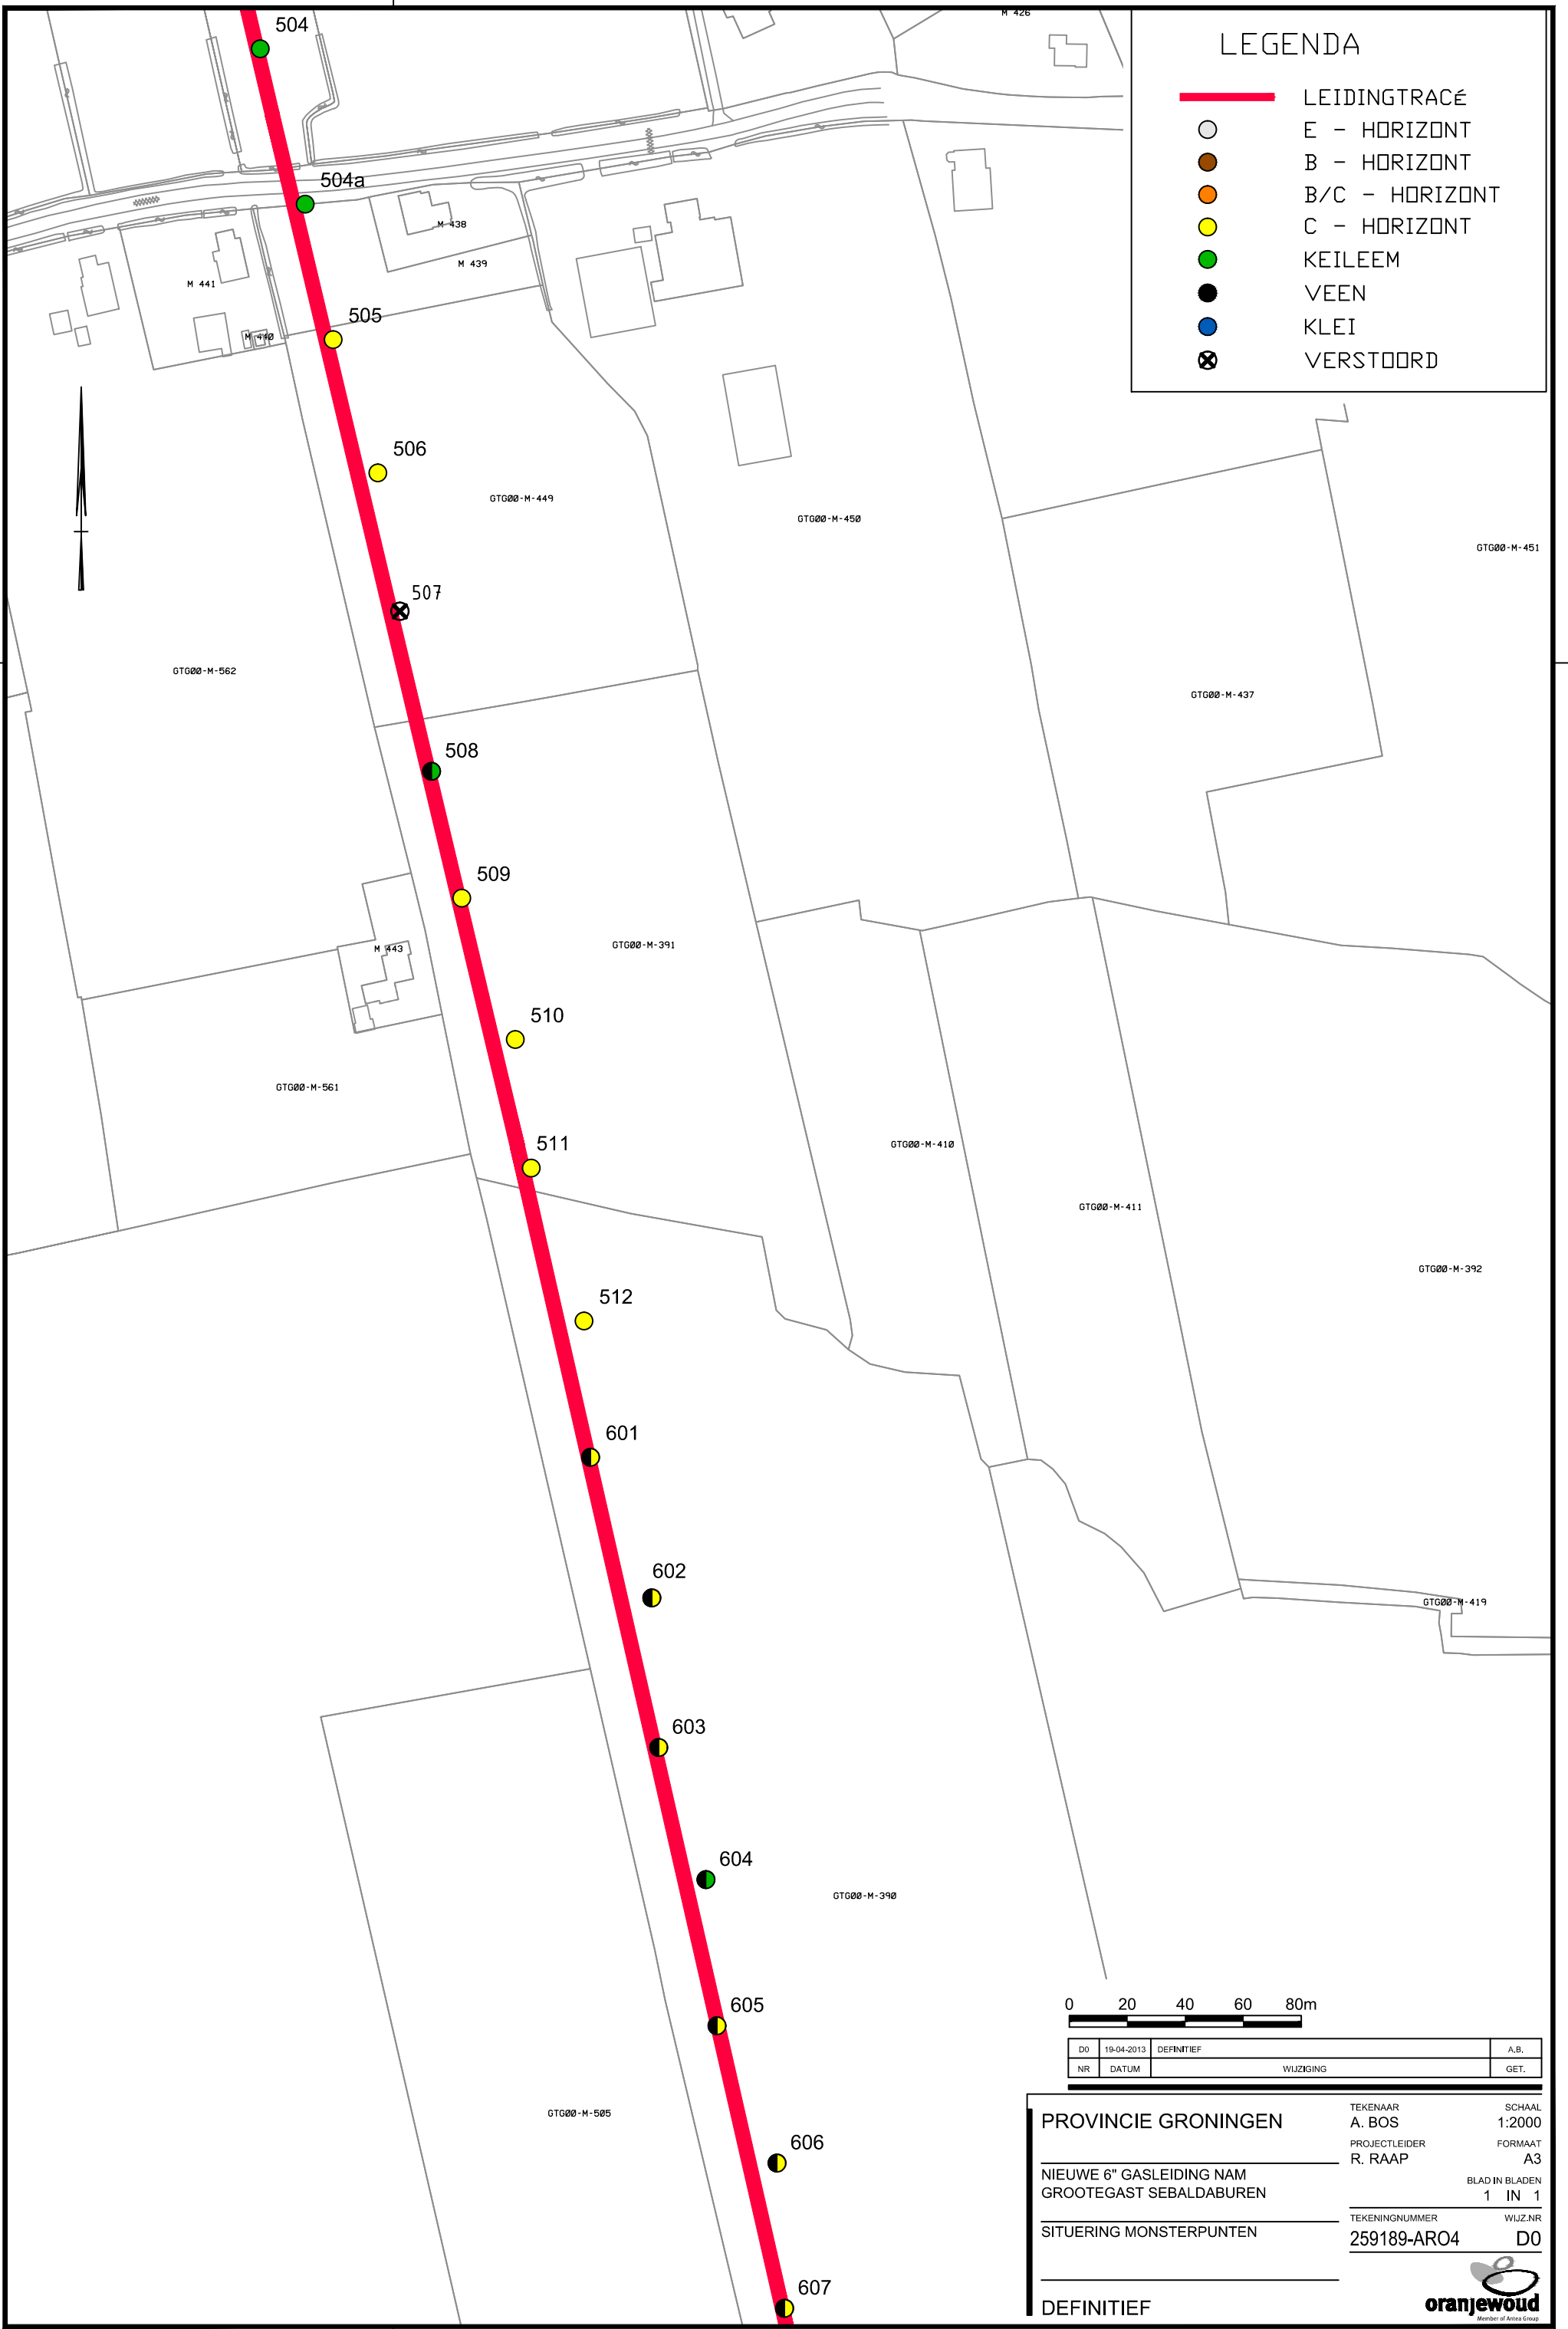 504
M 426
LEGENDA
LEIDINGTRACÉ
E - HORIZONT
B - HORIZONT
B/C - HORIZONT
C - HORIZONT
KEILEEM
VEEN
KLEI
VERSTOORD
504a
M 438
M 439
M 441
505
M 440
506
GTG00-M-449
GTG00-M-450
GTG00-M-451
507
GTG00-M-562
GTG00-M-437
508
509
M 443
GTG00-M-391
510
GTG00-M-561
511
GTG00-M-410
GTG00-M-411
GTG00-M-392
512
601
602
GTG00-M-419
603
604
GTG00-M-390
605
GTG00-M-505
606
607
0 20 40 60 80m
D0 19-04-2013 DEFINITIEF A.B.
NR DATUM WIJZIGING GET.
PROVINCIE GRONINGEN
NIEUWE 6" GASLEIDING NAM
GROOTEGAST SEBALDABUREN
SITUERING MONSTERPUNTEN
DEFINITIEF
TEKENAAR SCHAAL
A. BOS 1:2000
PROJECTLEIDER FORMAAT
R. RAAP A3
BLAD IN BLADEN
1 IN 1
TEKENINGNUMMER WIJZ.NR
259189-ARO4 D0
oranjewoud
Member of Antea Group